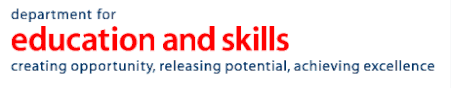 department for
education and skills
creating opportunity, releasing potential, achieving excellence